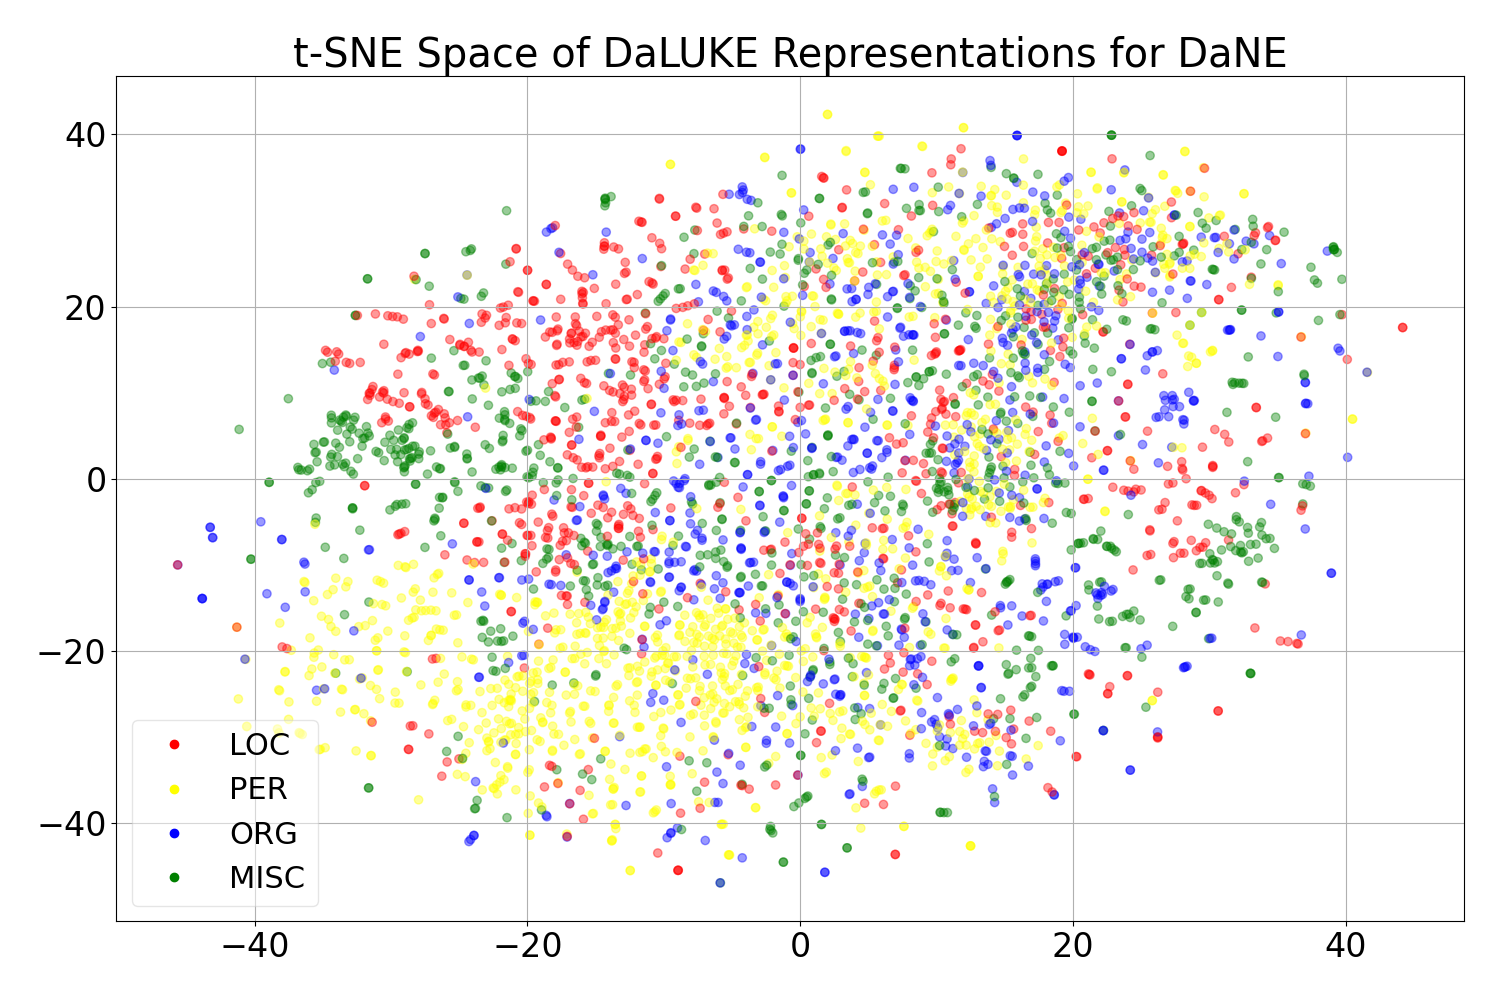 t-SNE Space of DaLUKE Representations for DaNE
40
20
0
−20
−40
LOC
PER
ORG
MISC
−40 −20 0 20 40